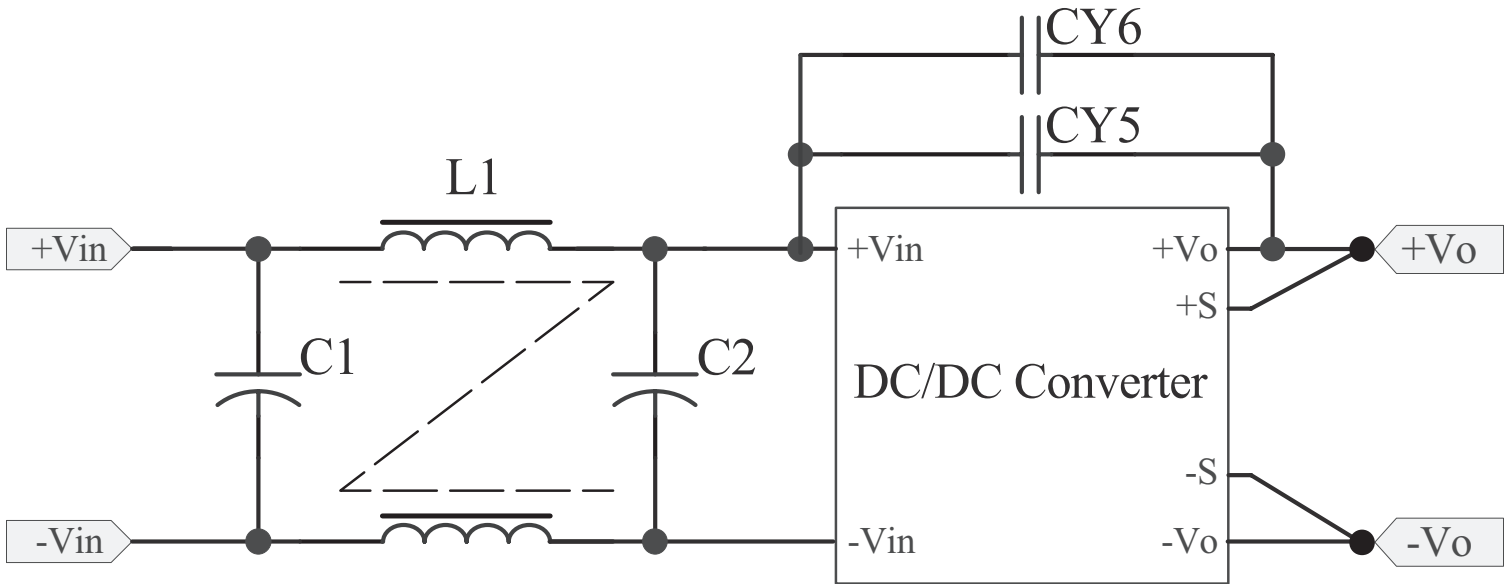 CY6
CY5
L1
+Vin
+Vin
+Vo
+Vo
+S
C1
C2
DC/DC Converter
-S
-Vin
-Vin
-Vo
-Vo